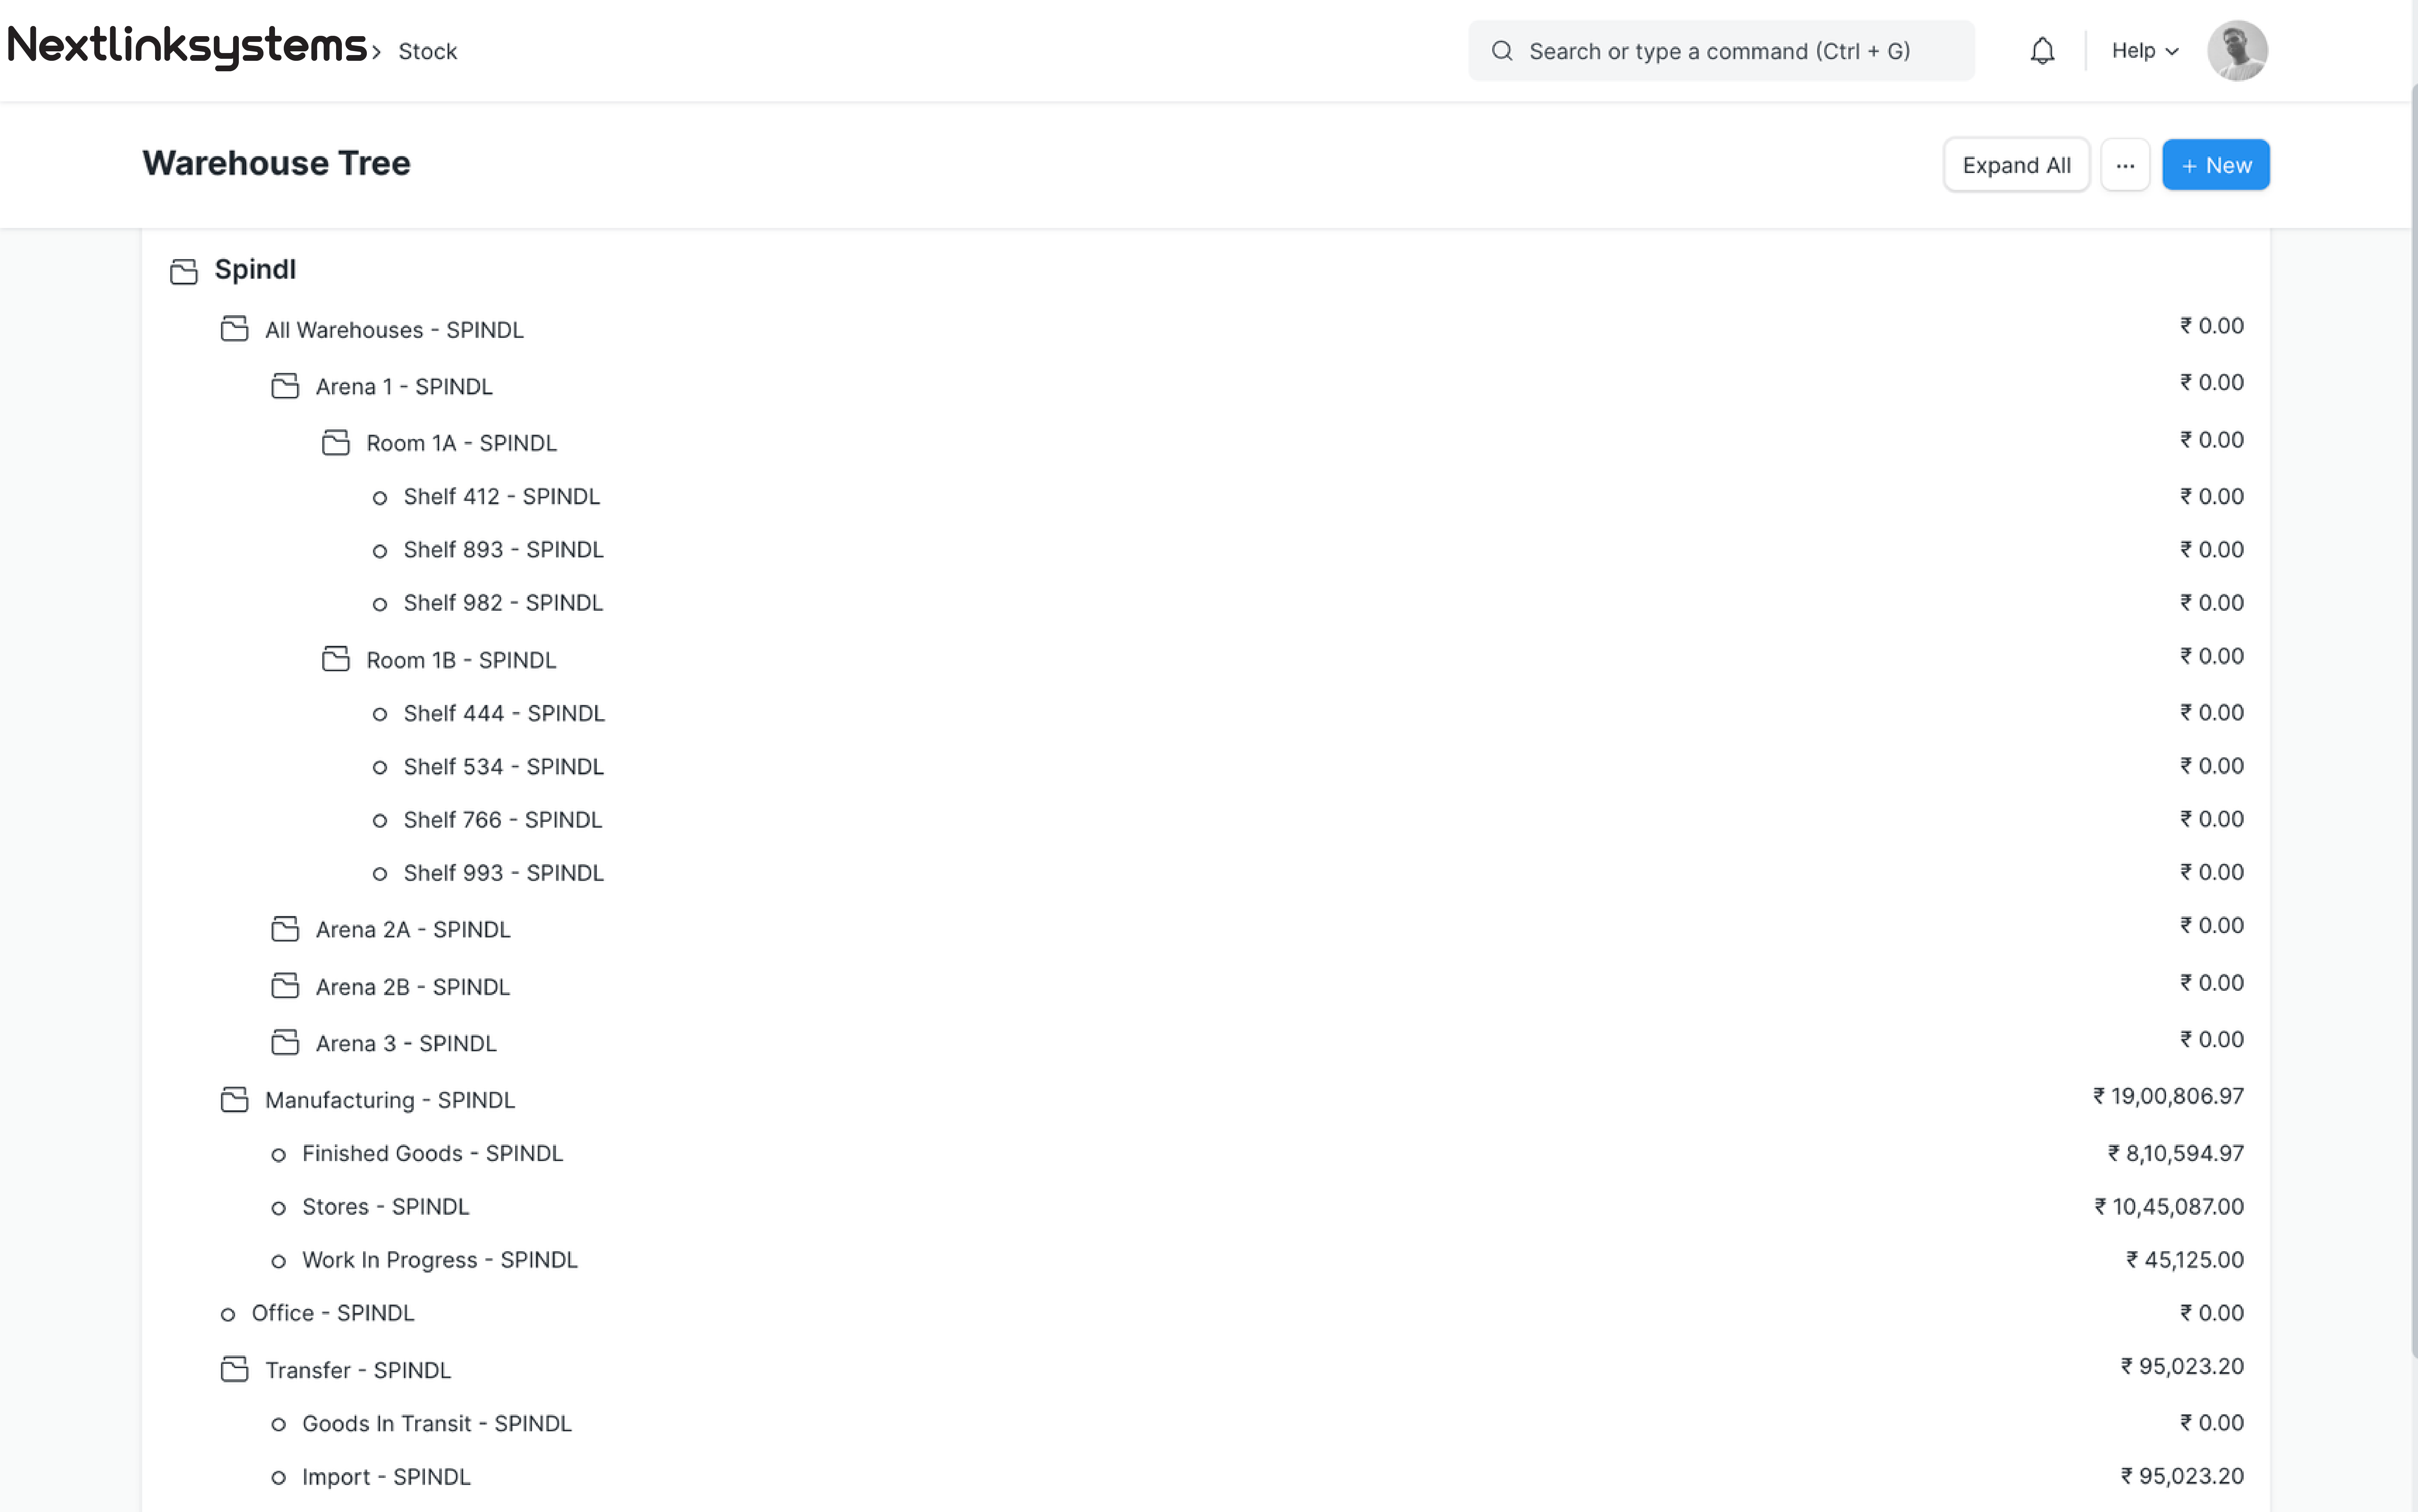 Nextlinksystems > Stock Search or type a command (Ctrl + G) Help
Warehouse Tree Expand All ... + New
Spindl
All Warehouses - SPINDL ₹ 0.00
Arena 1 - SPINDL ₹ 0.00
Room 1A - SPINDL ₹ 0.00
Shelf 412 - SPINDL ₹ 0.00
Shelf 893 - SPINDL ₹ 0.00
Shelf 982 - SPINDL ₹ 0.00
Room 1B - SPINDL ₹ 0.00
Shelf 444 - SPINDL ₹ 0.00
Shelf 534 - SPINDL ₹ 0.00
Shelf 766 - SPINDL ₹ 0.00
Shelf 993 - SPINDL ₹ 0.00
Arena 2A - SPINDL ₹ 0.00
Arena 2B - SPINDL ₹ 0.00
Arena 3 - SPINDL ₹ 0.00
Manufacturing - SPINDL ₹ 19,00,806.97
Finished Goods - SPINDL ₹ 8,10,594.97
Stores - SPINDL ₹ 10,45,087.00
Work In Progress - SPINDL ₹ 45,125.00
Office - SPINDL ₹ 0.00
Transfer - SPINDL ₹ 95,023.20
Goods In Transit - SPINDL ₹ 0.00
Import - SPINDL ₹ 95,023.20